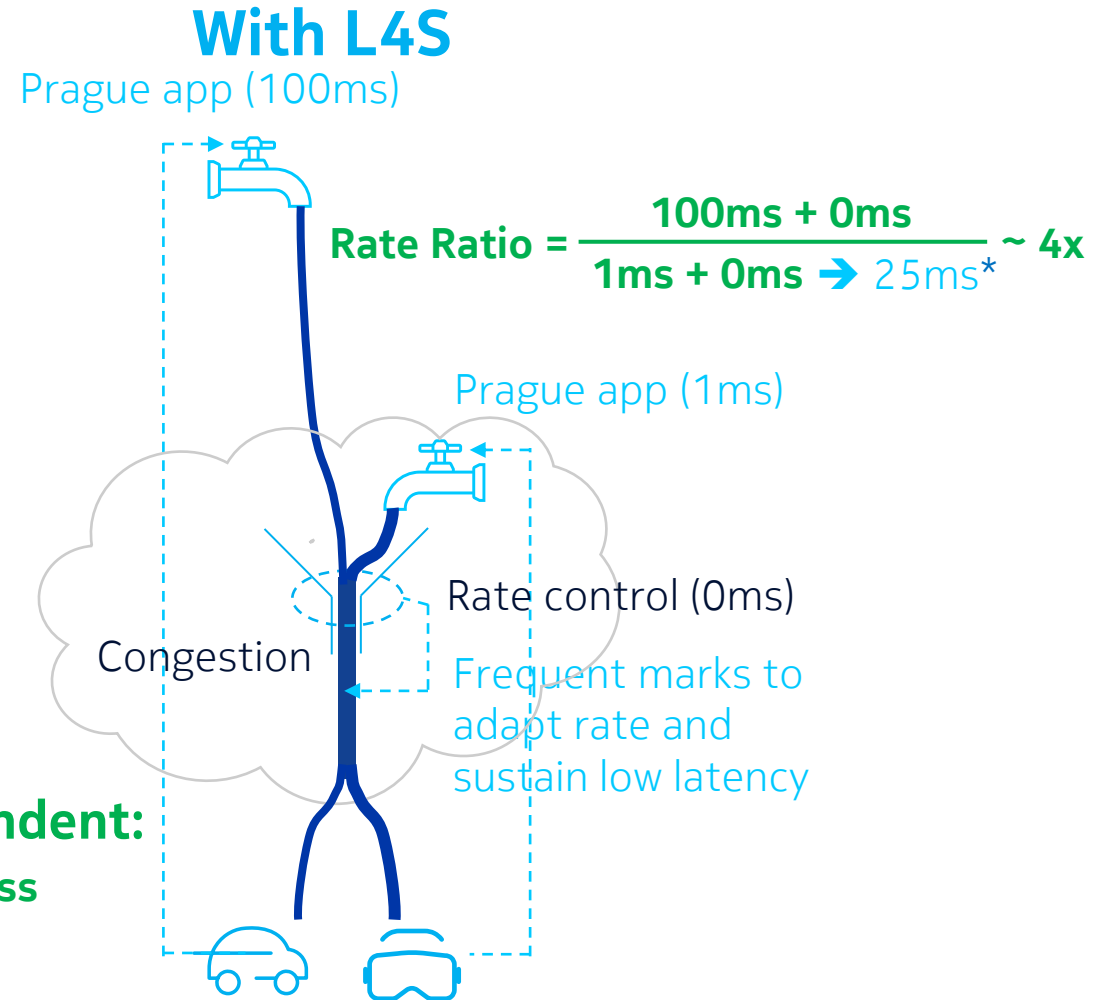 With L4S
Prague app (100ms)
100ms + 0ms
Rate Ratio = ~ 4x
1ms + 0ms ➔ 25ms*
Prague app (1ms)
Rate control (0ms)
Congestion
Frequent marks to
adapt rate and
sustain low latency
ndent:
ss